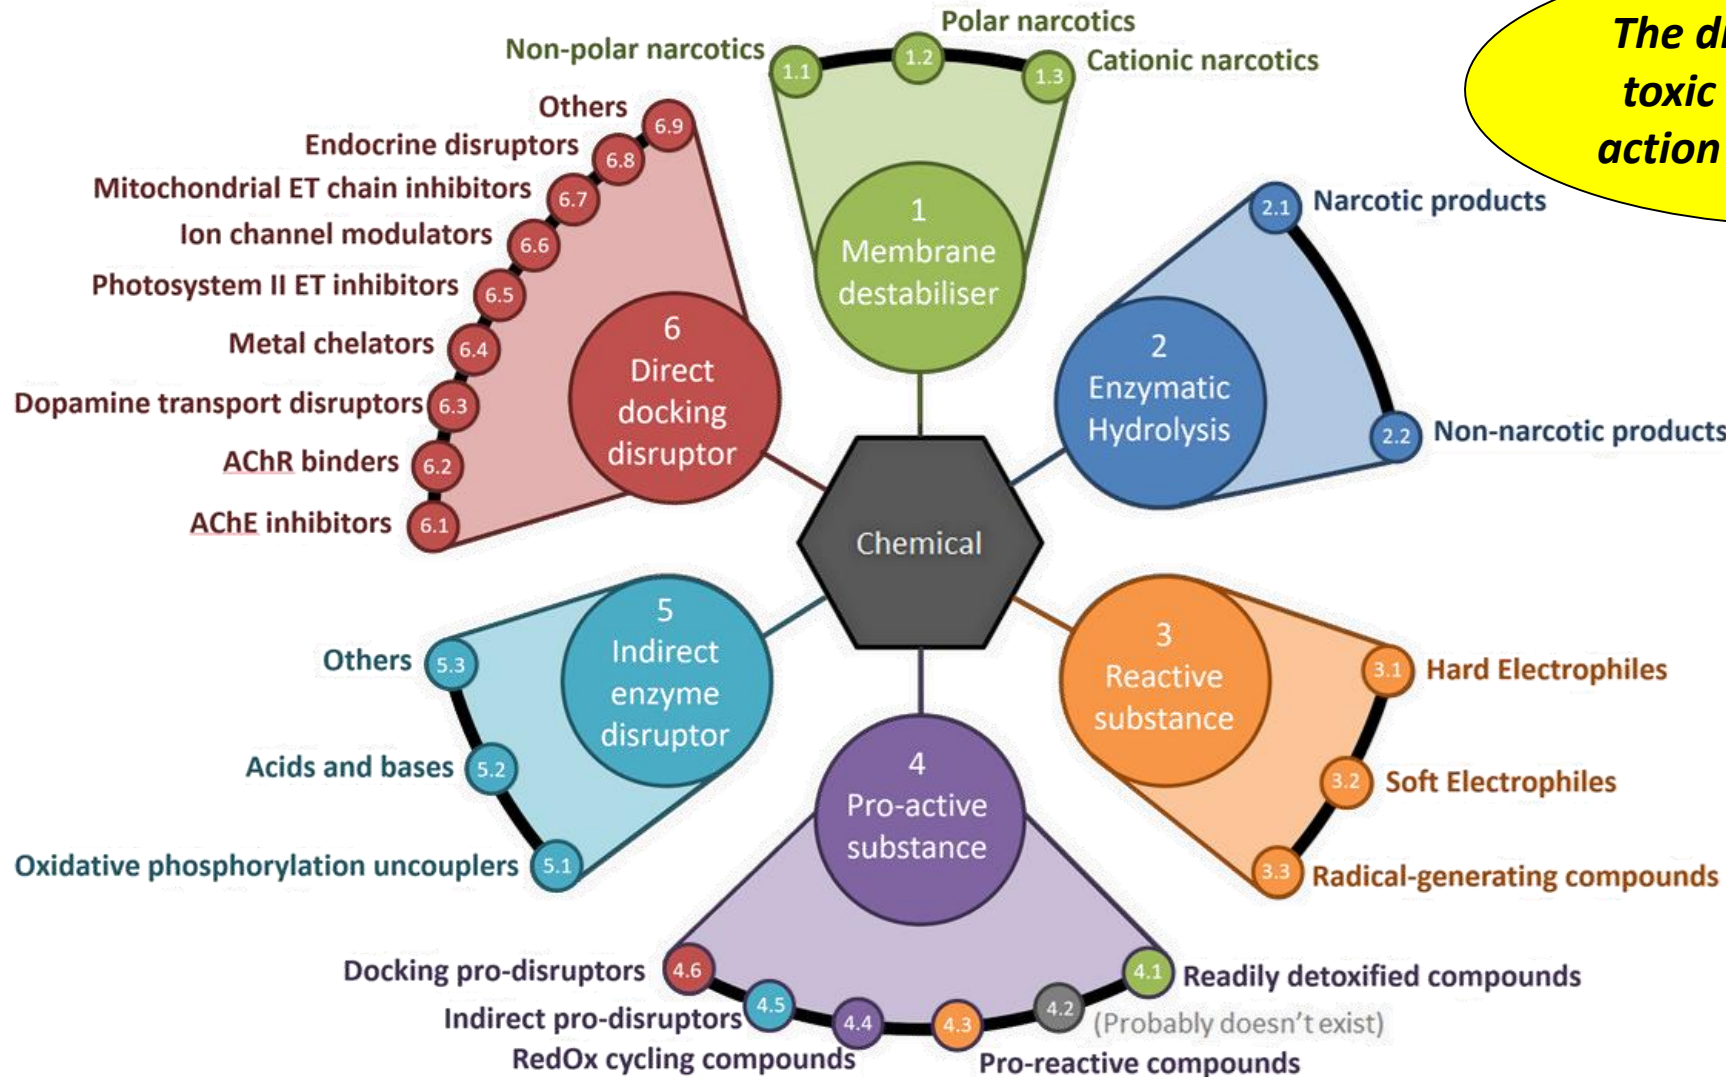 The di
toxic
action
Non-polar narcotics
1.1
Polar narcotics
1.2
Cationic narcotics
1.3
1
Membrane
destabiliser
Narcotic products
2.1
Non-narcotic products
2.2
2
Enzymatic
Hydrolysis
Hard Electrophiles
3.1
Soft Electrophiles
3.2
Radical-generating compounds
3.3
3
Reactive
substance
Readily detoxified compounds
4.1
(Probably doesn't exist)
4.2
Pro-reactive compounds
4.3
RedOx cycling compounds
4.4
Indirect pro-disruptors
4.5
Docking pro-disruptors
4.6
4
Pro-active
substance
Oxidative phosphorylation uncouplers
5.1
Acids and bases
5.2
Others
5.3
5
Indirect
enzyme
disruptor
AChE inhibitors
6.1
AChR binders
6.2
Dopamine transport disruptors
6.3
Metal chelators
6.4
Photosystem II ET inhibitors
6.5
Ion channel modulators
6.6
Mitochondrial ET chain inhibitors
6.7
Endocrine disruptors
6.8
Others
6.9
6
Direct
docking
disruptor
Chemical